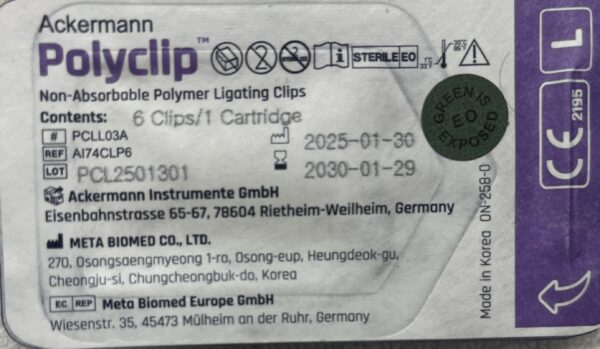 Ackermann
Polyclip™
STERILE EO
Non-Absorbable Polymer Ligating Clips
Contents: 6 Clips/1 Cartridge
# PCLL03A
REF AI74CLP6
LOT PCL2501301
2025-01-30
2030-01-29
GREEN IS
EO
EXPOSED
Ackermann Instrumente GmbH
Eisenbahnstrasse 65-67, 78604 Rietheim-Weilheim, Germany
META BIOMED CO., LTD.
270, Osongsaengmyeong 1-ro, Osong-eup, Heungdeok-gu,
Cheongju-si, Chungcheongbuk-do, Korea
EC REP Meta Biomed Europe GmbH
Wiesenstr. 35, 45473 Mülheim an der Ruhr, Germany
Made in Korea ON-258-0
L
CE 2195